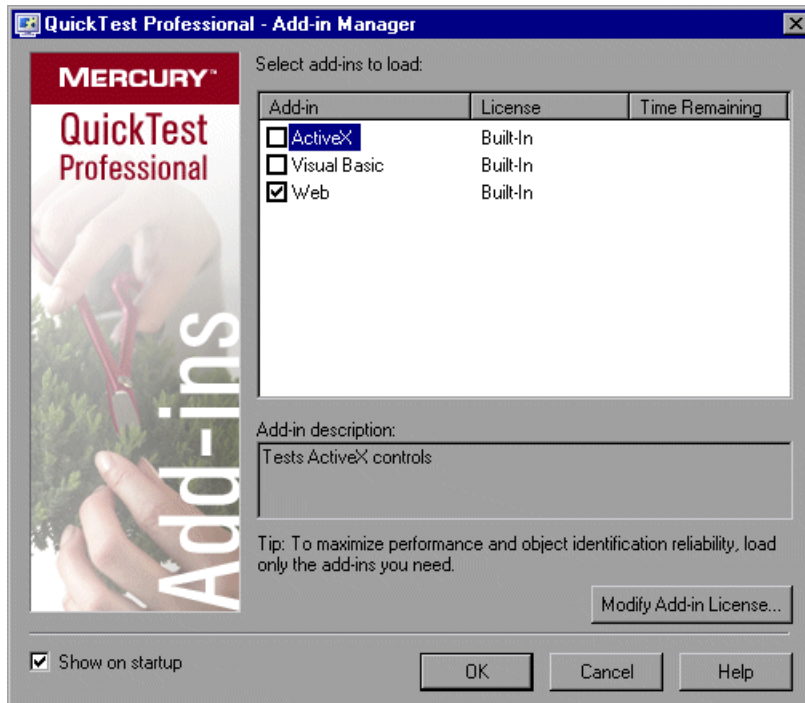 QuickTest Professional - Add-in Manager
MERCURY™
QuickTest
Professional
Add-ins
Select add-ins to load:
Add-in License Time Remaining
ActiveX Built-In
Visual Basic Built-In
Web Built-In
Add-in description:
Tests ActiveX controls
Tip: To maximize performance and object identification reliability, load
only the add-ins you need.
Modify Add-in License...
Show on startup
OK Cancel Help